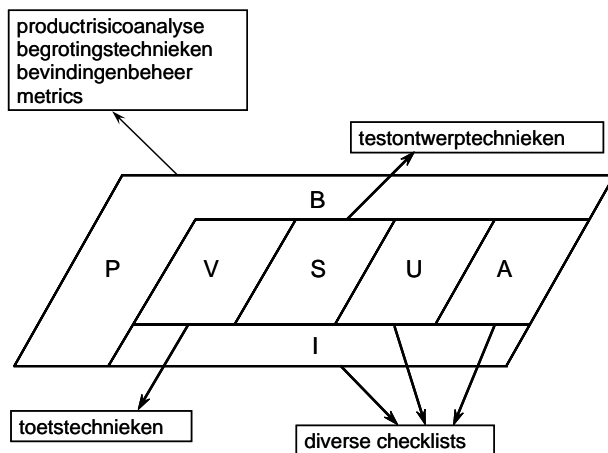 productrisicoanalyse
begrotingstechnieken
bevindingenbeheer
metrics
testontwerptechnieken
B
P
V
S
U
A
I
toetstechnieken
diverse checklists